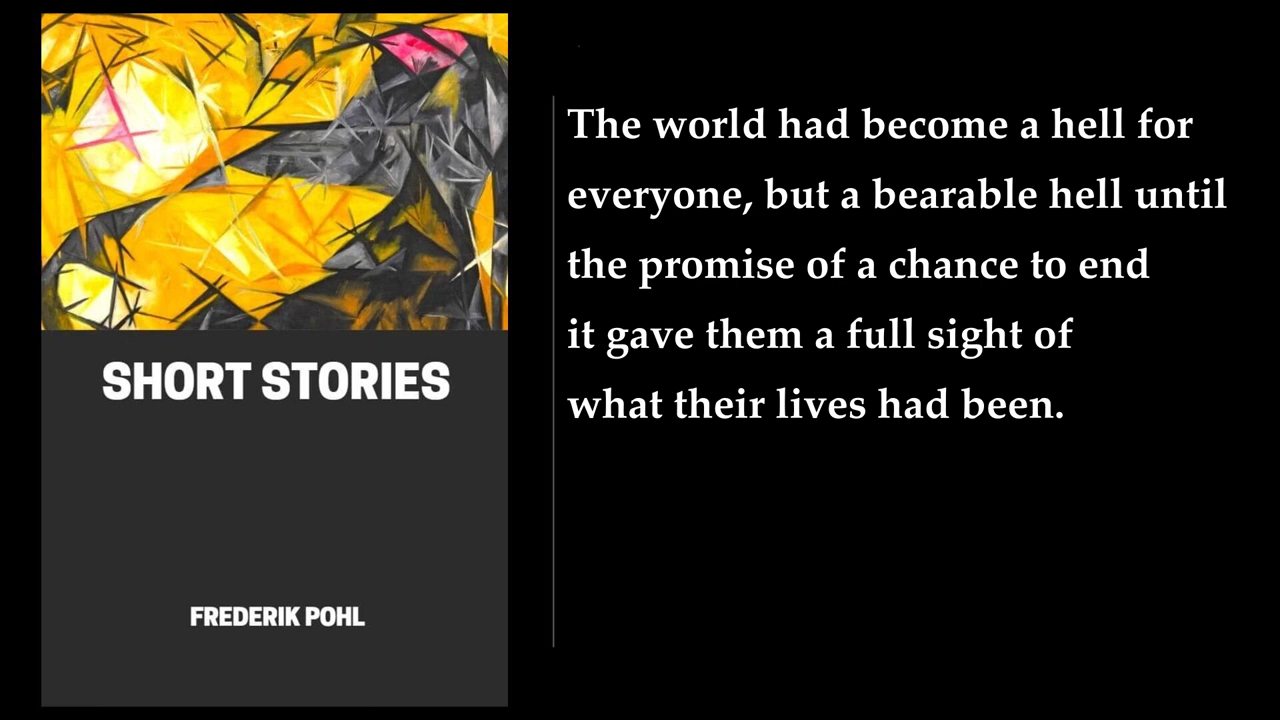 SHORT STORIES
FREDERIK POHL
The world had become a hell for
everyone, but a bearable hell until
the promise of a chance to end
it gave them a full sight of
what their lives had been.